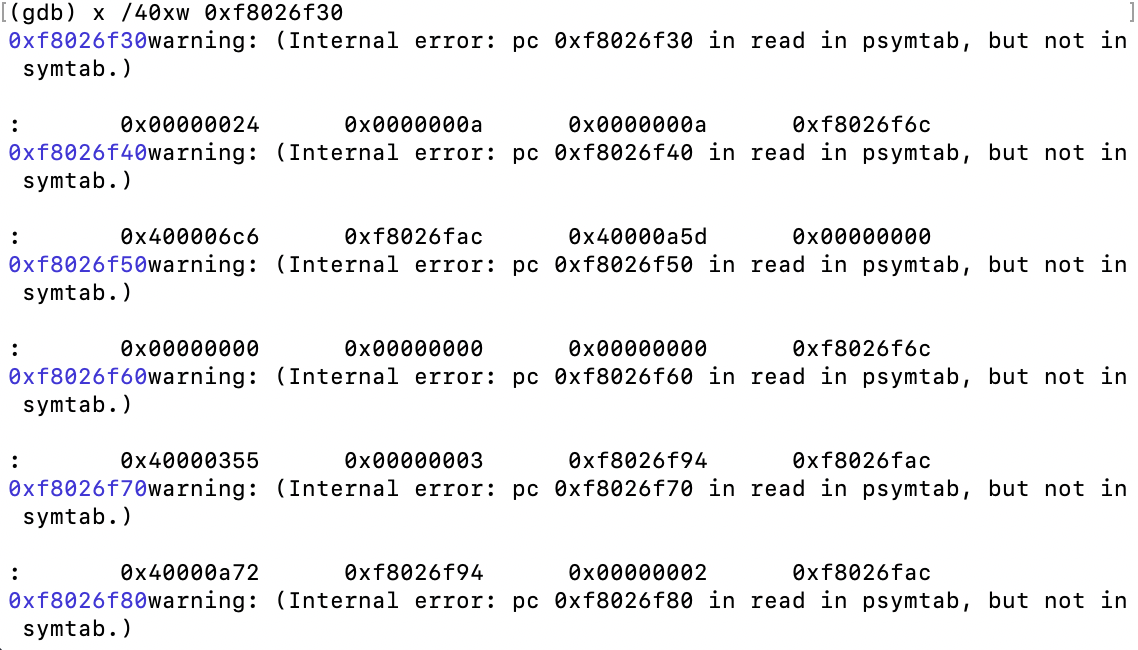 [(gdb) x /40xw 0xf8026f30 ]
0xf8026f30warning: (Internal error: pc 0xf8026f30 in read in psymtab, but not in
 symtab.)
:       0x00000024      0x0000000a      0x0000000a      0xf8026f6c
0xf8026f40warning: (Internal error: pc 0xf8026f40 in read in psymtab, but not in
 symtab.)
:       0x400006c6      0xf8026fac      0x40000a5d      0x00000000
0xf8026f50warning: (Internal error: pc 0xf8026f50 in read in psymtab, but not in
 symtab.)
:       0x00000000      0x00000000      0x00000000      0xf8026f6c
0xf8026f60warning: (Internal error: pc 0xf8026f60 in read in psymtab, but not in
 symtab.)
:       0x40000355      0x00000003      0xf8026f94      0xf8026fac
0xf8026f70warning: (Internal error: pc 0xf8026f70 in read in psymtab, but not in
 symtab.)
:       0x40000a72      0xf8026f94      0x00000002      0xf8026fac
0xf8026f80warning: (Internal error: pc 0xf8026f80 in read in psymtab, but not in
 symtab.)